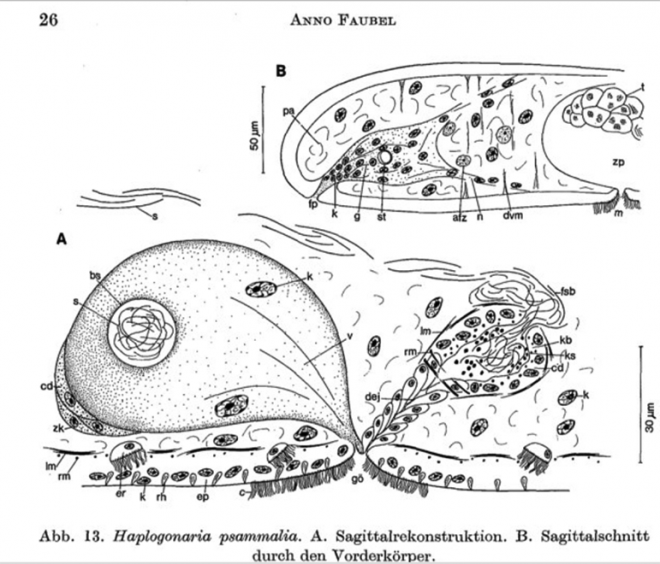 26
ANNO FAUBEL
B
50 µm
pa
t
zp
fp k g st afz n dvm m
s
A
bs
s
k
v
fsb
lm
rm
kb
ks
cd
cd
dej
k
zk
30 µm
lm
rm
er k rh ep c gö
Abb. 13. Haplogonaria psammalia. A. Sagittalrekonstruktion. B. Sagittalschnitt
durch den Vorderkörper.